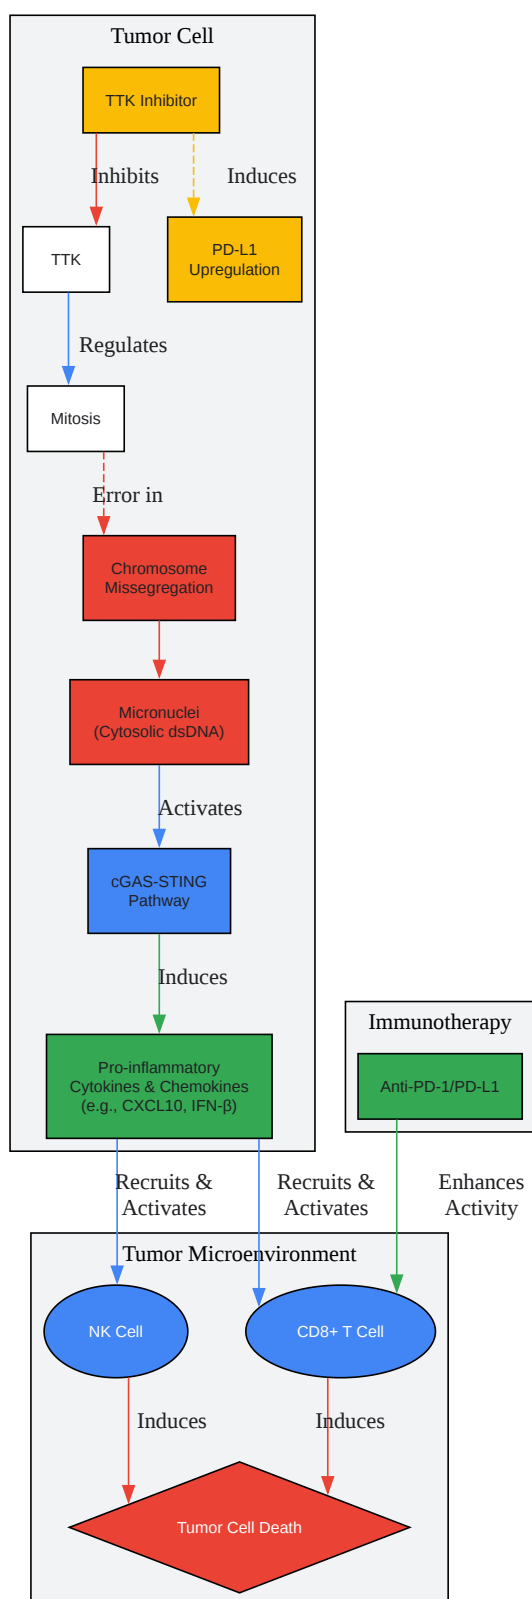 Tumor Cell
TTK Inhibitor
Inhibits
Induces
TTK
PD-L1
Upregulation
Regulates
Mitosis
Error in
Chromosome
Missegregation
Micronuclei
(Cytosolic dsDNA)
Activates
cGAS-STING
Pathway
Induces
Pro-inflammatory
Cytokines & Chemokines
(e.g., CXCL10, IFN-β)
Immunotherapy
Anti-PD-1/PD-L1
Recruits &
Activates
Recruits &
Activates
Enhances
Activity
Tumor Microenvironment
NK Cell
CD8+ T Cell
Induces
Induces
Tumor Cell Death